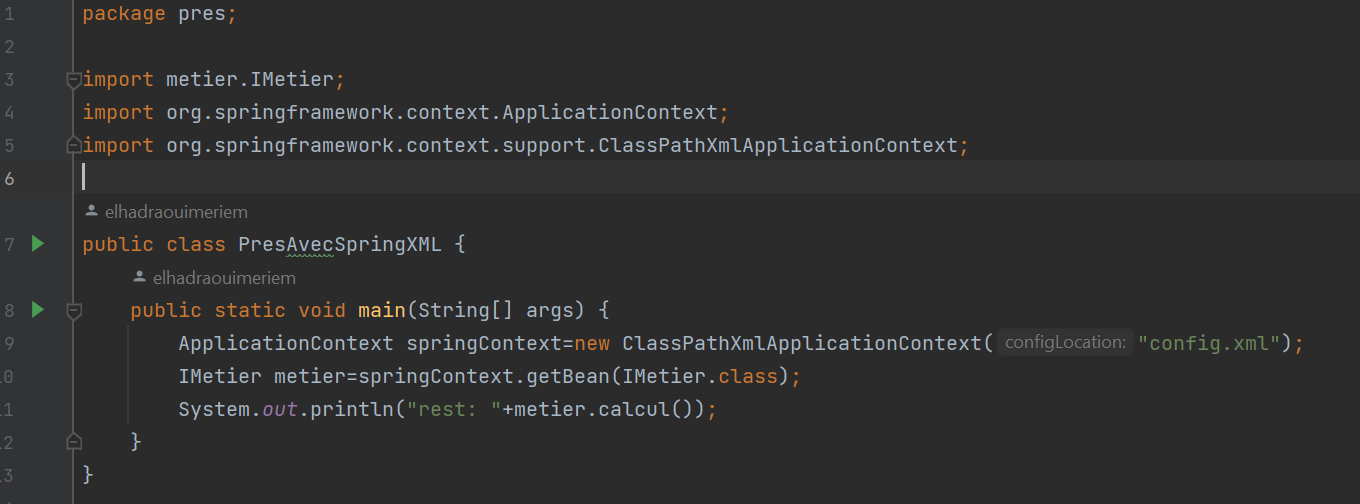 1 package pres;
2
3 import metier.IMetier;
4 import org.springframework.context.ApplicationContext;
5 import org.springframework.context.support.ClassPathXmlApplicationContext;
6
elhadraouimeriem
7 public class PresAvecSpringXML {
elhadraouimeriem
8 public static void main(String[] args) {
9 ApplicationContext springContext=new ClassPathXmlApplicationContext( configLocation: "config.xml");
10 IMetier metier=springContext.getBean(IMetier.class);
11 System.out.println("rest: "+metier.calcul());
12 }
13 }